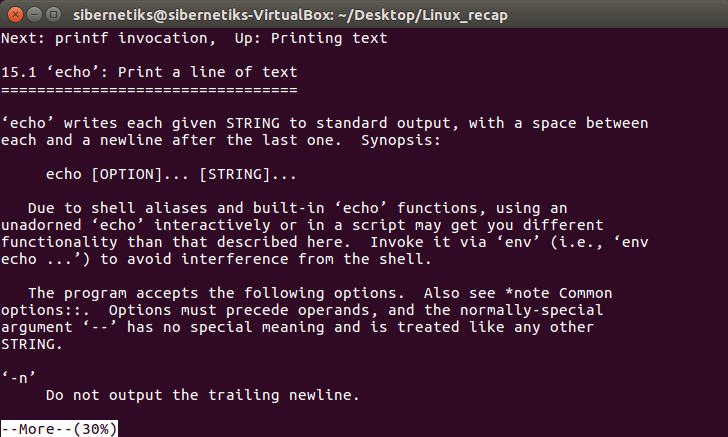 sibernetiks@sibernetiks-VirtualBox: ~/Desktop/Linux_recap
Next: printf invocation,  Up: Printing text
15.1 ‘echo’: Print a line of text
=================================
‘echo’ writes each given STRING to standard output, with a space between
each and a newline after the last one.  Synopsis:
echo [OPTION]... [STRING]...
Due to shell aliases and built-in ‘echo’ functions, using an
unadorned ‘echo’ interactively or in a script may get you different
functionality than that described here.  Invoke it via ‘env’ (i.e., ‘env
echo ...’) to avoid interference from the shell.
The program accepts the following options.  Also see *note Common
options::.  Options must precede operands, and the normally-special
argument ‘--’ has no special meaning and is treated like any other
STRING.
‘-n’
Do not output the trailing newline.
--More--(30%)